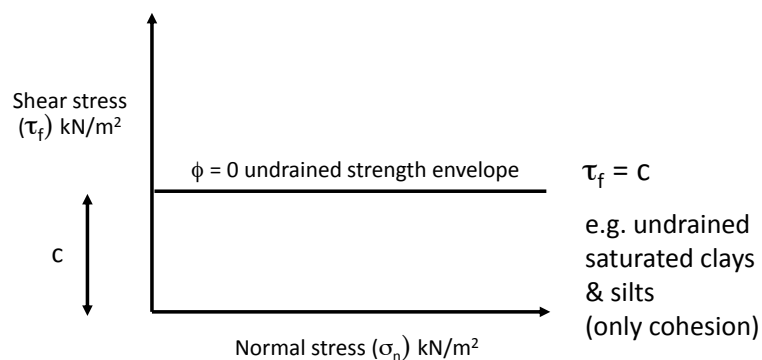 Shear stress
(τf) kN/m²
ϕ = 0 undrained strength envelope
τf = c
c
e.g. undrained
saturated clays
& silts
(only cohesion)
Normal stress (σn) kN/m²